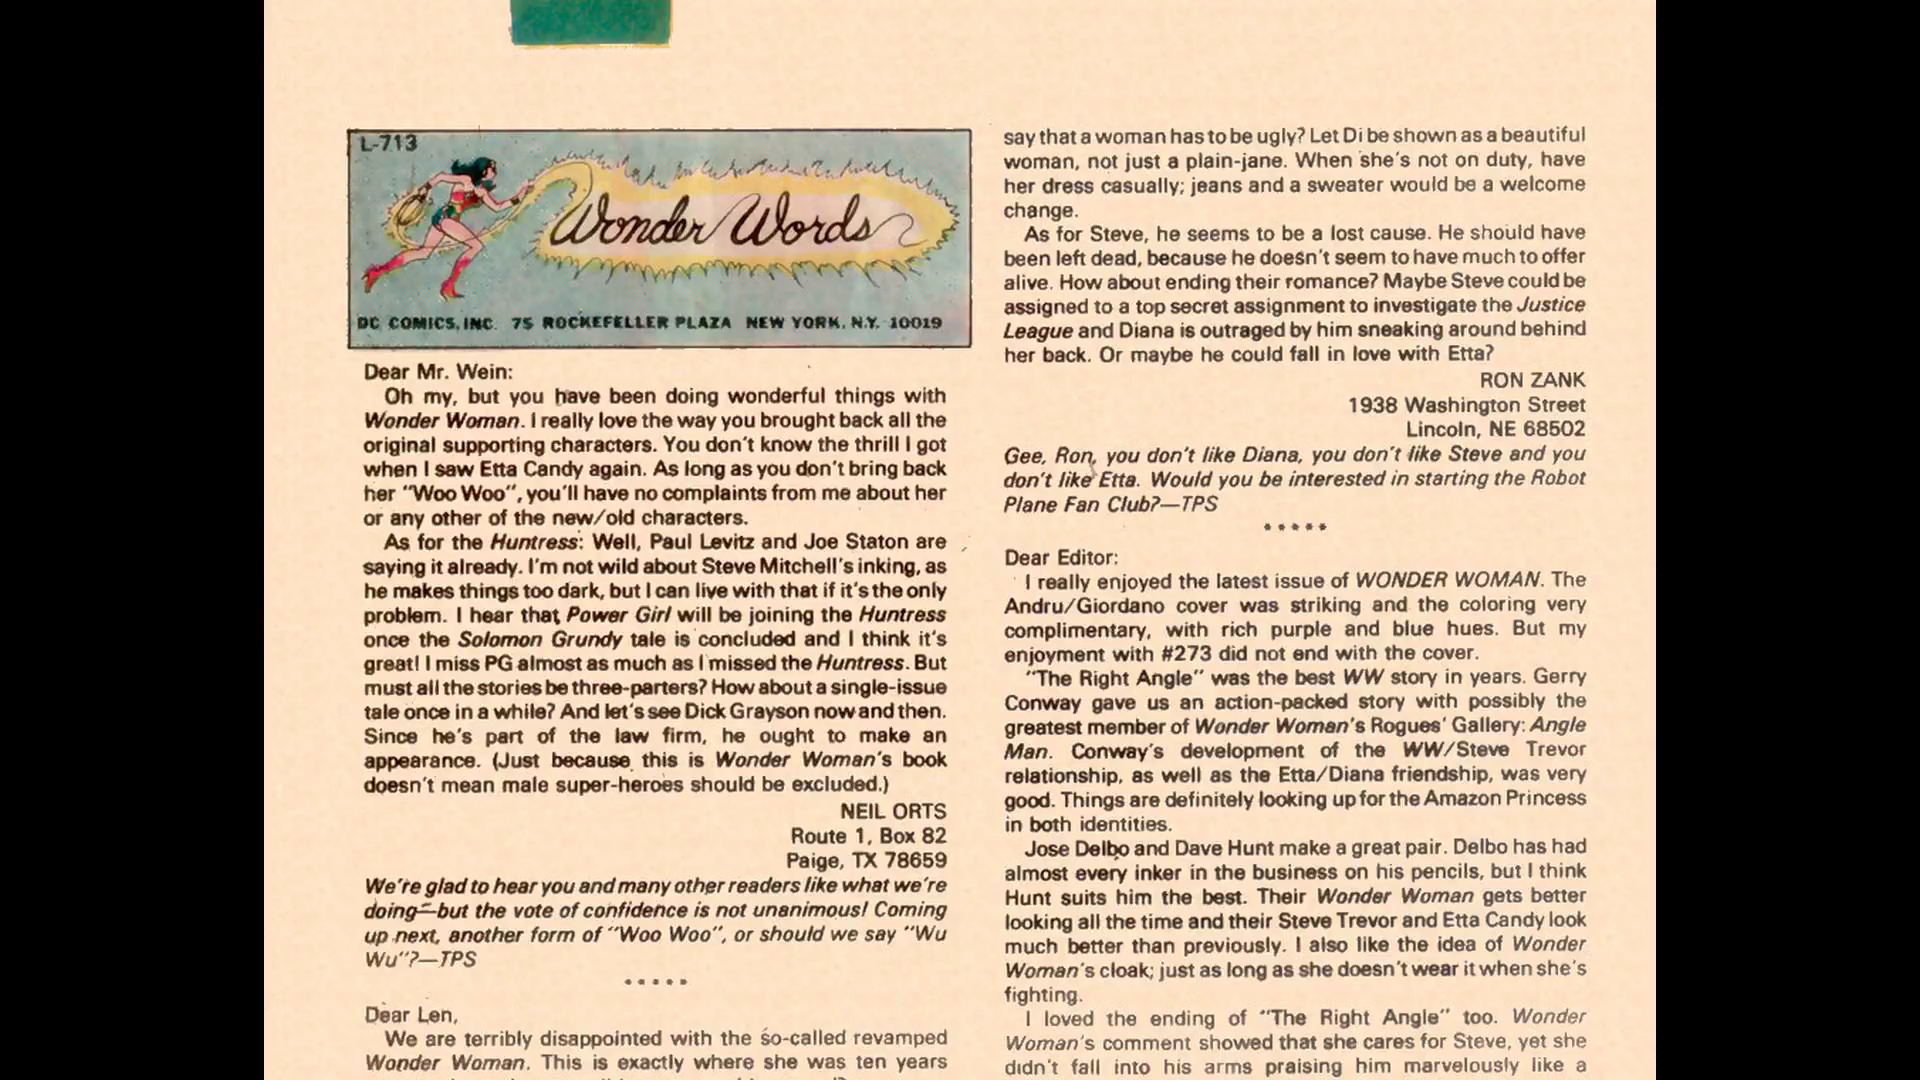 L-713
Wonder Words
DC COMICS, INC. 75 ROCKEFELLER PLAZA NEW YORK, N.Y. 10019
Dear Mr. Wein:
Oh my, but you have been doing wonderful things with
Wonder Woman. I really love the way you brought back all the
original supporting characters. You don't know the thrill I got
when I saw Etta Candy again. As long as you don't bring back
her "Woo Woo", you'll have no complaints from me about her
or any other of the new/old characters.
As for the Huntress: Well, Paul Levitz and Joe Staton are
saying it already. I'm not wild about Steve Mitchell's inking, as
he makes things too dark, but I can live with that if it's the only
problem. I hear that Power Girl will be joining the Huntress
once the Solomon Grundy tale is concluded and I think it's
great! I miss PG almost as much as I missed the Huntress. But
must all the stories be three-parters? How about a single-issue
tale once in a while? And let's see Dick Grayson now and then.
Since he's part of the law firm, he ought to make an
appearance. (Just because this is Wonder Woman's book
doesn't mean male super-heroes should be excluded.)
NEIL ORTS
Route 1, Box 82
Paige, TX 78659
We're glad to hear you and many other readers like what we're
doing—but the vote of confidence is not unanimous! Coming
up next, another form of "Woo Woo", or should we say "Wu
Wu"?—TPS
*****
Dear Len,
We are terribly disappointed with the so-called revamped
Wonder Woman. This is exactly where she was ten years
say that a woman has to be ugly? Let Di be shown as a beautiful
woman, not just a plain-jane. When she's not on duty, have
her dress casually; jeans and a sweater would be a welcome
change.
As for Steve, he seems to be a lost cause. He should have
been left dead, because he doesn't seem to have much to offer
alive. How about ending their romance? Maybe Steve could be
assigned to a top secret assignment to investigate the Justice
League and Diana is outraged by him sneaking around behind
her back. Or maybe he could fall in love with Etta?
RON ZANK
1938 Washington Street
Lincoln, NE 68502
Gee, Ron, you don't like Diana, you don't like Steve and you
don't like Etta. Would you be interested in starting the Robot
Plane Fan Club?—TPS
*****
Dear Editor:
I really enjoyed the latest issue of WONDER WOMAN. The
Andru/Giordano cover was striking and the coloring very
complimentary, with rich purple and blue hues. But my
enjoyment with #273 did not end with the cover.
"The Right Angle" was the best WW story in years. Gerry
Conway gave us an action-packed story with possibly the
greatest member of Wonder Woman's Rogues' Gallery: Angle
Man. Conway's development of the WW/Steve Trevor
relationship, as well as the Etta/Diana friendship, was very
good. Things are definitely looking up for the Amazon Princess
in both identities.
Jose Delbo and Dave Hunt make a great pair. Delbo has had
almost every inker in the business on his pencils, but I think
Hunt suits him the best. Their Wonder Woman gets better
looking all the time and their Steve Trevor and Etta Candy look
much better than previously. I also like the idea of Wonder
Woman's cloak; just as long as she doesn't wear it when she's
fighting.
I loved the ending of "The Right Angle" too. Wonder
Woman's comment showed that she cares for Steve, yet she
didn't fall into his arms praising him marvelously like a